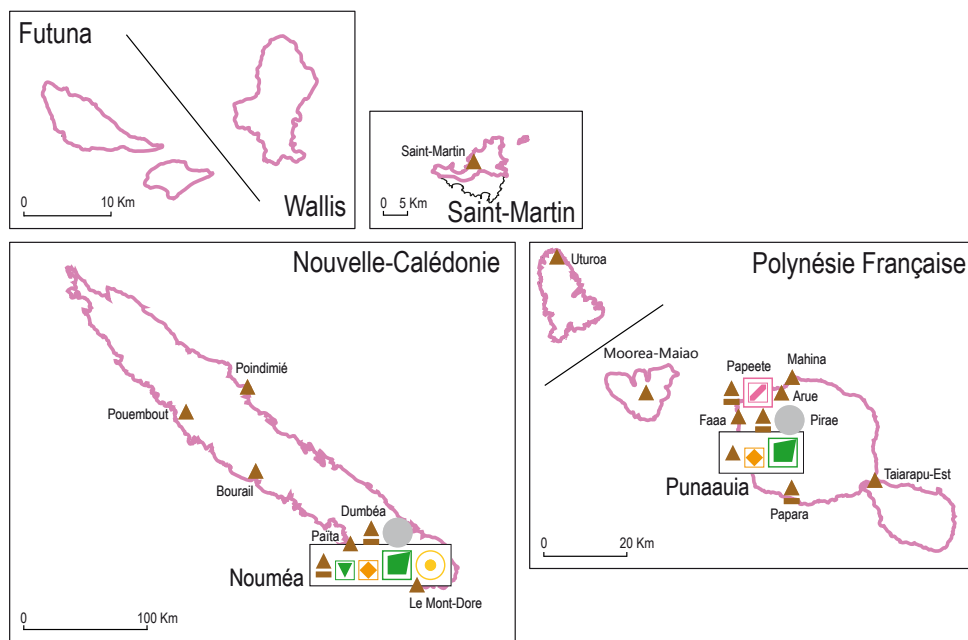 Futuna
0 10 Km
Wallis
Saint-Martin
0 5 Km
Saint-Martin
Nouvelle-Calédonie
Poindimié
Pouembout
Bourail
Dumbéa
Païta
Nouméa
Le Mont-Dore
0 100 Km
Polynésie Française
Uturoa
Moorea-Maiao
Papeete
Mahina
Arue
Faaa
Pirae
Punaauia
Taiarapu-Est
Papara
0 20 Km